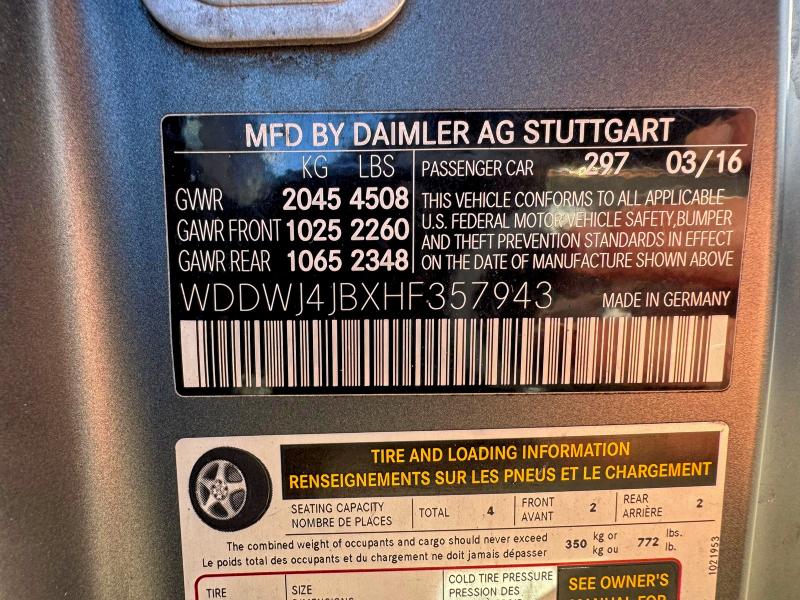 MFD BY DAIMLER AG STUTTGART
KG LBS
PASSENGER CAR 297 03/16
GVWR 2045 4508
GAWR FRONT 1025 2260
GAWR REAR 1065 2348
THIS VEHICLE CONFORMS TO ALL APPLICABLE
U.S. FEDERAL MOTOR VEHICLE SAFETY,BUMPER
AND THEFT PREVENTION STANDARDS IN EFFECT
ON THE DATE OF MANUFACTURE SHOWN ABOVE
WDDWJ4JBXHF357943 MADE IN GERMANY
TIRE AND LOADING INFORMATION
RENSEIGNEMENTS SUR LES PNEUS ET LE CHARGEMENT
SEATING CAPACITY
NOMBRE DE PLACES
TOTAL 4
FRONT
AVANT
2
REAR
ARRIÈRE
2
The combined weight of occupants and cargo should never exceed
Le poids total des occupants et du chargement ne doit jamais dépasser
350 kg or
kg ou
772 lbs.
lb.
1021953
TIRE
SIZE
COLD TIRE PRESSURE
PRESSION DES
SEE OWNER'S
MANUAL FOR